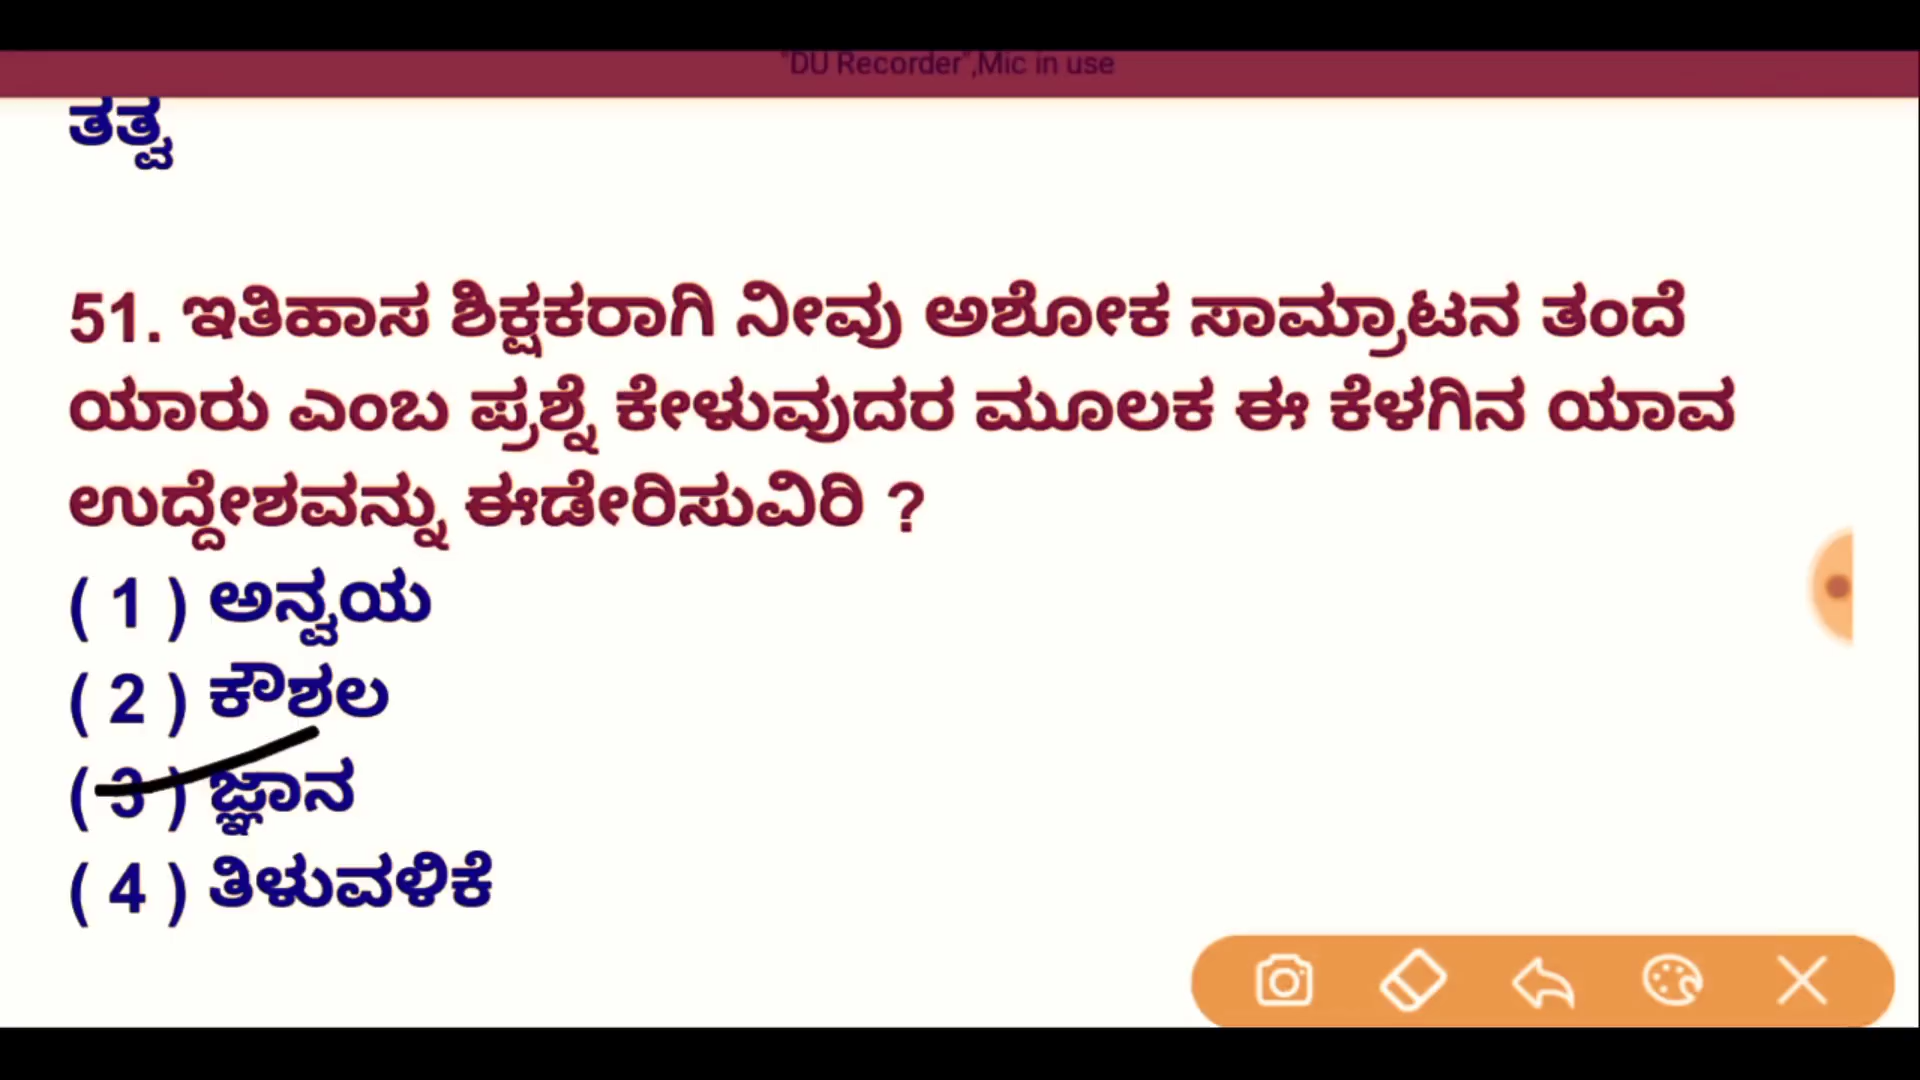 "DU Recorder",Mic in use
ತತ್ವ
51. ಇತಿಹಾಸ ಶಿಕ್ಷಕರಾಗಿ ನೀವು ಅಶೋಕ ಸಾಮ್ರಾಟನ ತಂದೆ
ಯಾರು ಎಂಬ ಪ್ರಶ್ನೆ ಕೇಳುವುದರ ಮೂಲಕ ಈ ಕೆಳಗಿನ ಯಾವ
ಉದ್ದೇಶವನ್ನು ಈಡೇರಿಸುವಿರಿ ?
( 1 ) ಅನ್ವಯ
( 2 ) ಕೌಶಲ
( 3 ) ಜ್ಞಾನ
( 4 ) ತಿಳುವಳಿಕೆ